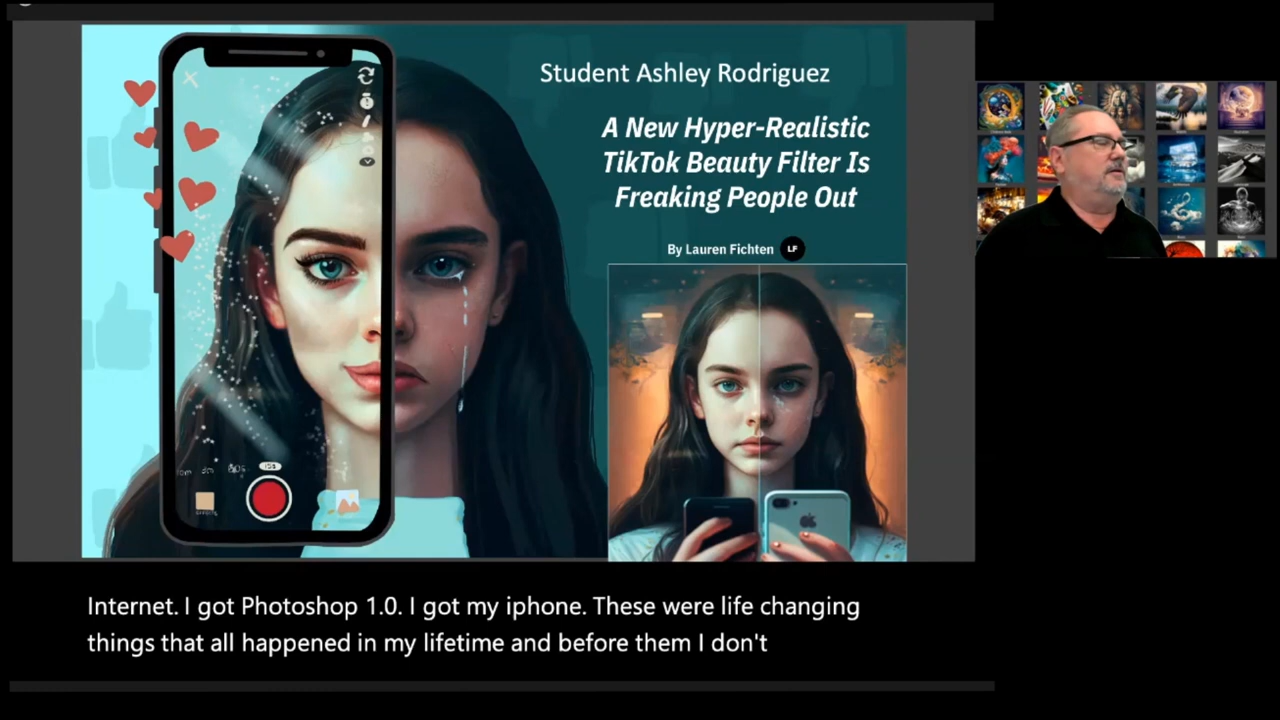 Student Ashley Rodriguez
A New Hyper-Realistic
TikTok Beauty Filter Is
Freaking People Out
By Lauren Fichten LF
Internet. I got Photoshop 1.0. I got my iphone. These were life changing
things that all happened in my lifetime and before them I don't